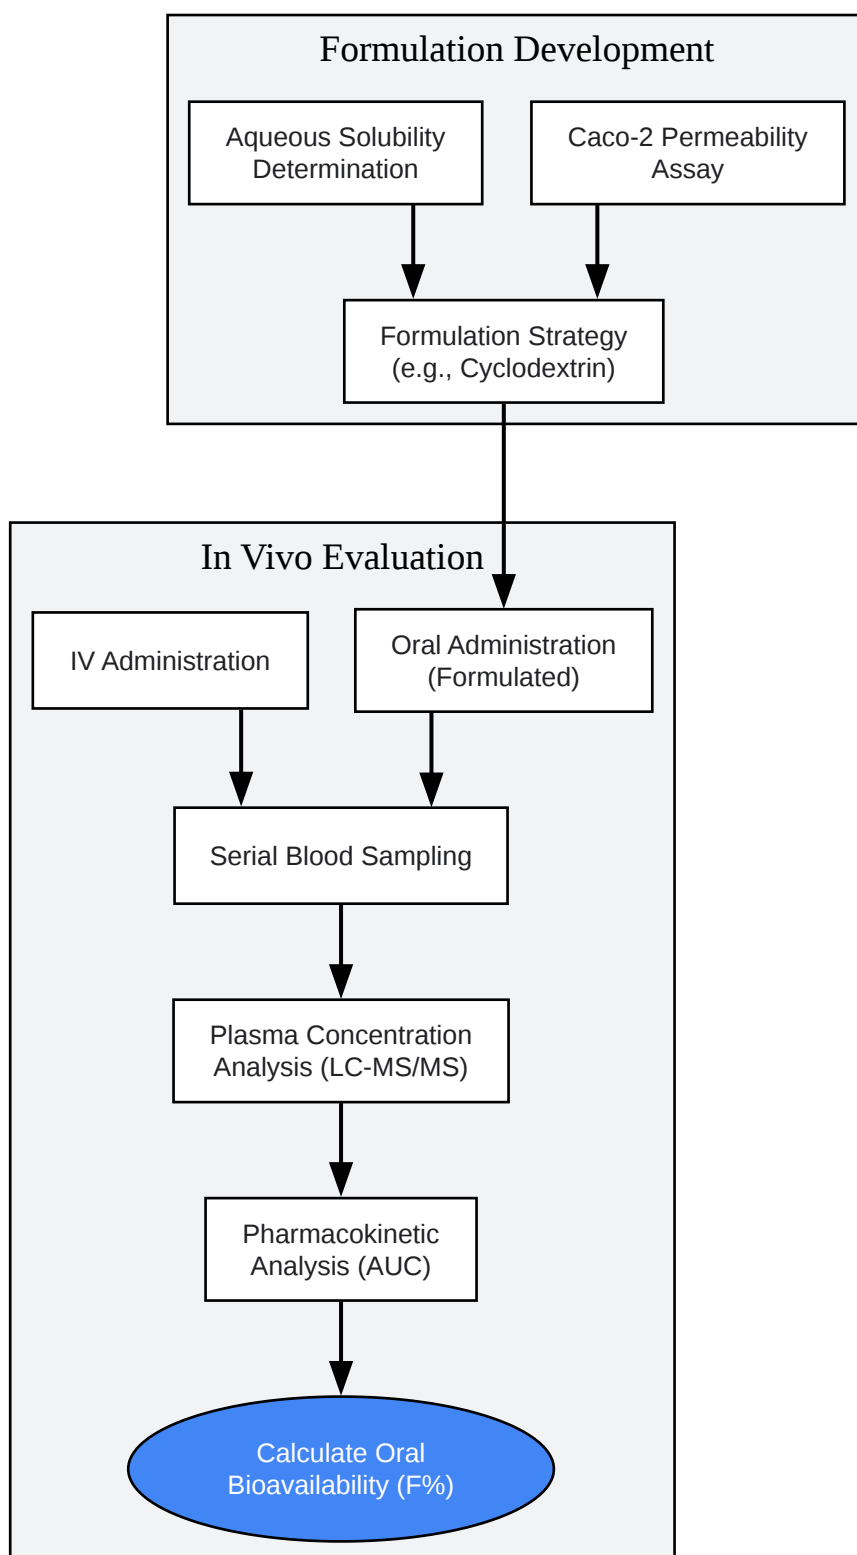 Formulation Development
Aqueous Solubility
Determination
Caco-2 Permeability
Assay
Formulation Strategy
(e.g., Cyclodextrin)
In Vivo Evaluation
IV Administration
Oral Administration
(Formulated)
Serial Blood Sampling
Plasma Concentration
Analysis (LC-MS/MS)
Pharmacokinetic
Analysis (AUC)
Calculate Oral
Bioavailability (F%)